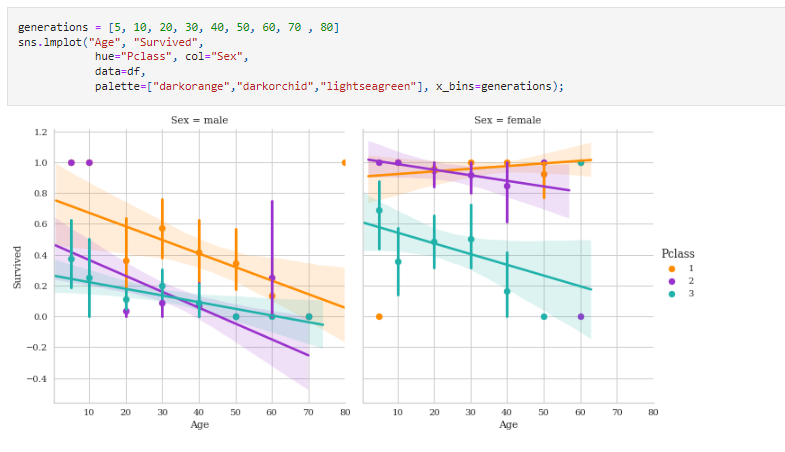 generations = [5, 10, 20, 30, 40, 50, 60, 70 , 80]
sns.lmplot("Age", "Survived",
hue="Pclass", col="Sex",
data=df,
palette=["darkorange","darkorchid","lightseagreen"], x_bins=generations);
Sex = male
Sex = female
1.2
1.0
0.8
0.6
0.4
0.2
0.0
−0.2
−0.4
Survived
10 20 30 40 50 60 70 80
Age
10 20 30 40 50 60 70 80
Age
Pclass
1
2
3